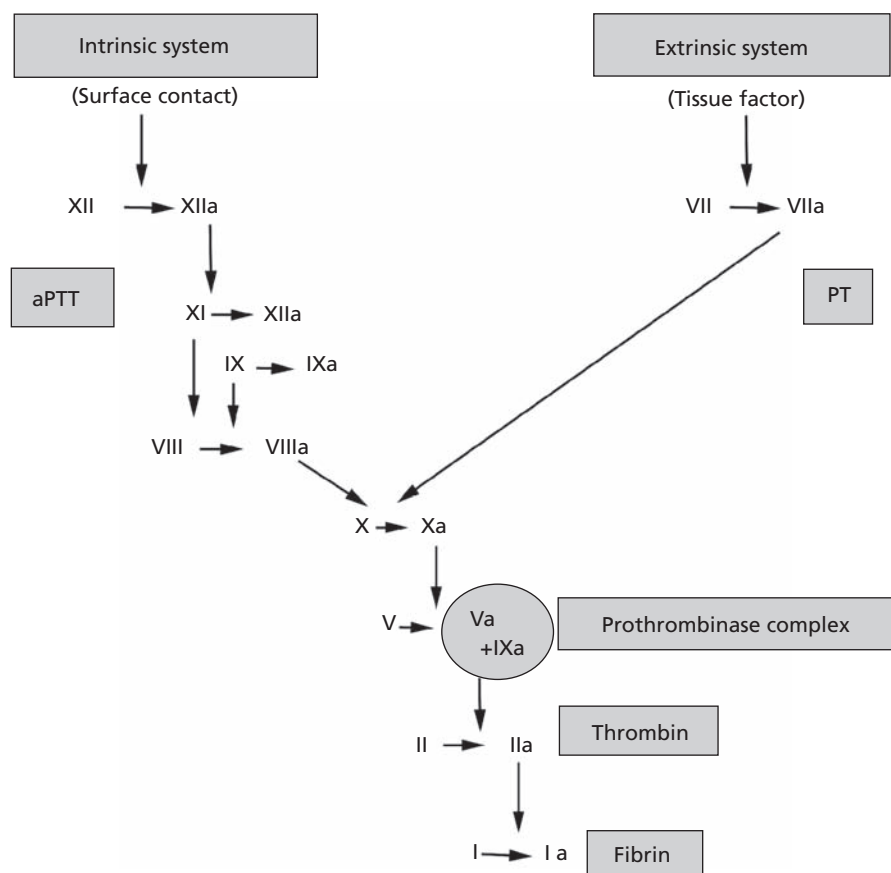 Intrinsic system
Extrinsic system
(Surface contact)
(Tissue factor)
XII XIIa
VII VIIa
aPTT
PT
XI XIIa
IX IXa
VIII VIIIa
X Xa
V
Va
+IXa
Prothrombinase complex
II IIa
Thrombin
I I a
Fibrin